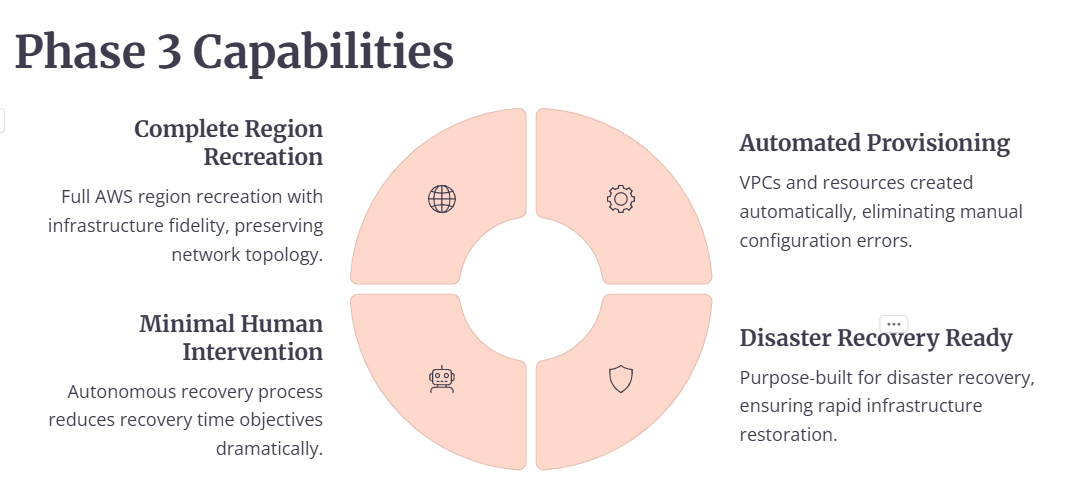 Phase 3 Capabilities
Complete Region
Recreation
Full AWS region recreation with
infrastructure fidelity, preserving
network topology.
Automated Provisioning
VPCs and resources created
automatically, eliminating manual
configuration errors.
Minimal Human
Intervention
Autonomous recovery process
reduces recovery time objectives
dramatically.
Disaster Recovery Ready
Purpose-built for disaster recovery,
ensuring rapid infrastructure
restoration.